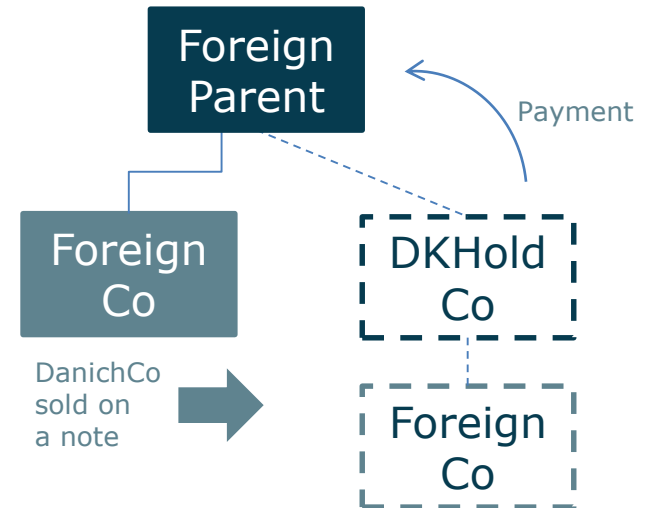 Foreign
Parent
Payment
Foreign
Co
DKHold
Co
DanichCo
sold on
a note
Foreign
Co